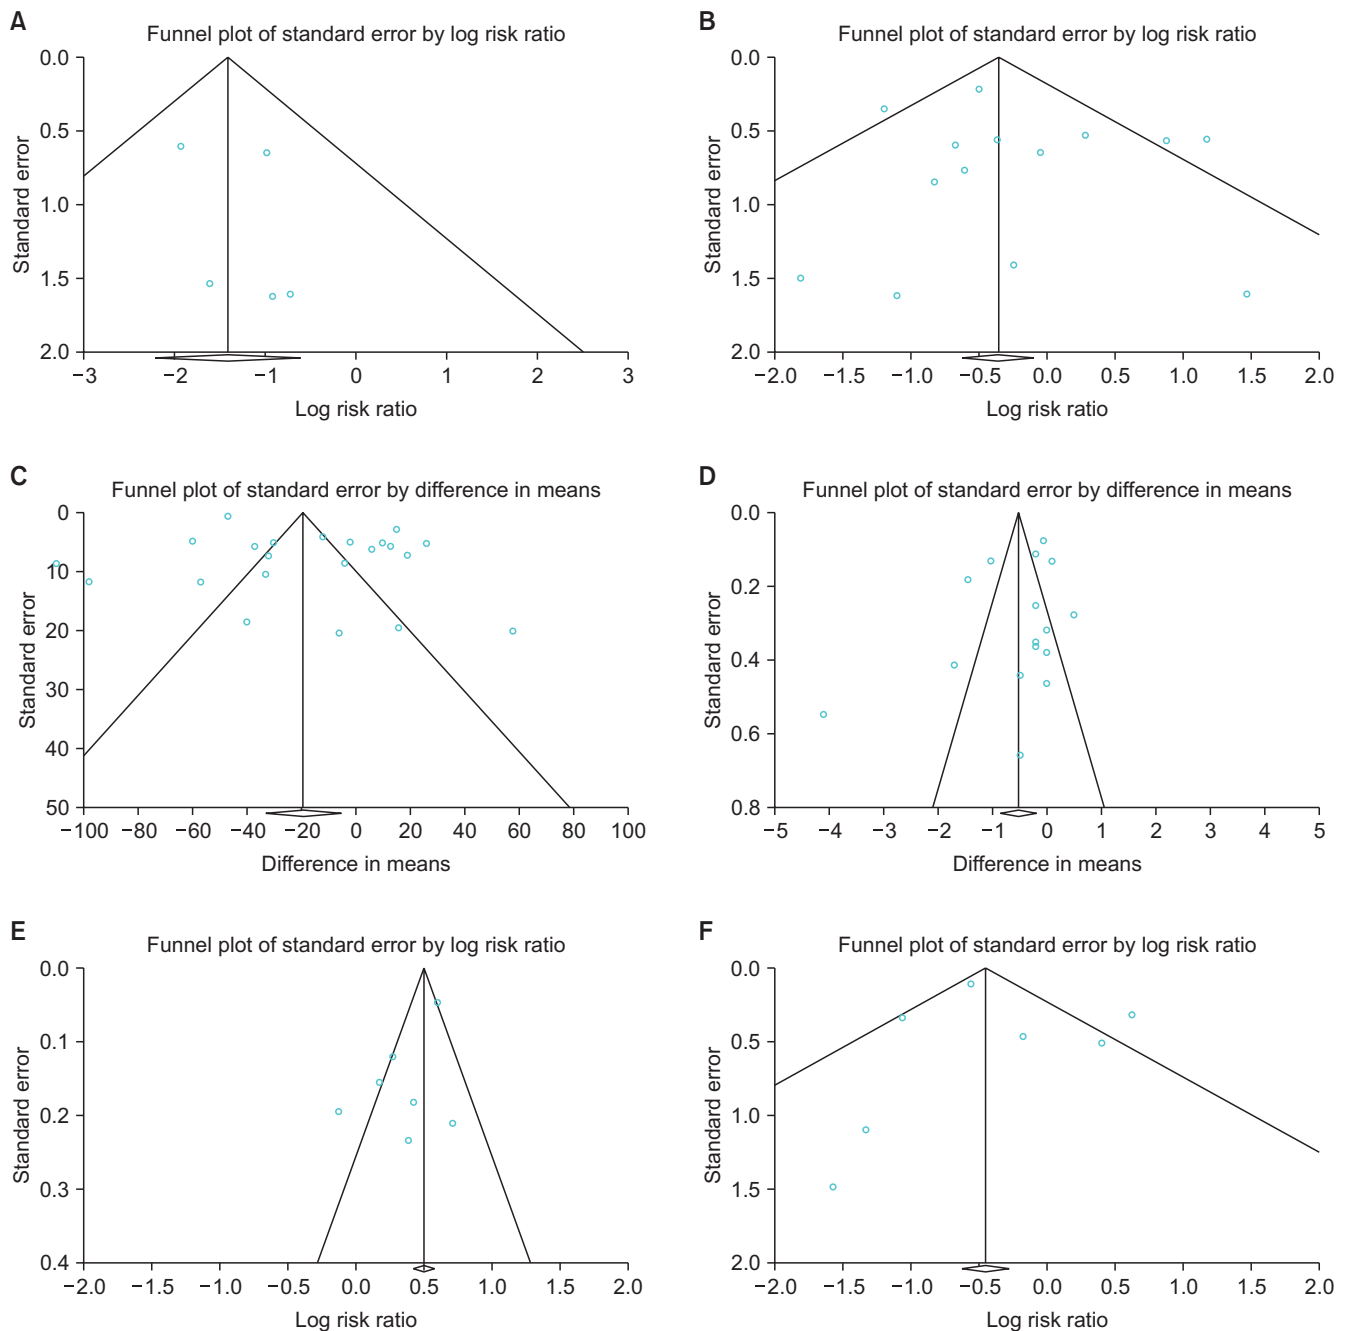 A
Funnel plot of standard error by log risk ratio
0.0
0.5
1.0
1.5
2.0
Standard error
−3 −2 −1 0 1 2 3
Log risk ratio
B
Funnel plot of standard error by log risk ratio
0.0
0.5
1.0
1.5
2.0
Standard error
−2.0 −1.5 −1.0 −0.5 0.0 0.5 1.0 1.5 2.0
Log risk ratio
C
Funnel plot of standard error by difference in means
0
10
20
30
40
50
Standard error
−100 −80 −60 −40 −20 0 20 40 60 80 100
Difference in means
D
Funnel plot of standard error by difference in means
0.0
0.2
0.4
0.6
0.8
Standard error
−5 −4 −3 −2 −1 0 1 2 3 4 5
Difference in means
E
Funnel plot of standard error by log risk ratio
0.0
0.1
0.2
0.3
0.4
Standard error
−2.0 −1.5 −1.0 −0.5 0.0 0.5 1.0 1.5 2.0
Log risk ratio
F
Funnel plot of standard error by log risk ratio
0.0
0.5
1.0
1.5
2.0
Standard error
−2.0 −1.5 −1.0 −0.5 0.0 0.5 1.0 1.5 2.0
Log risk ratio